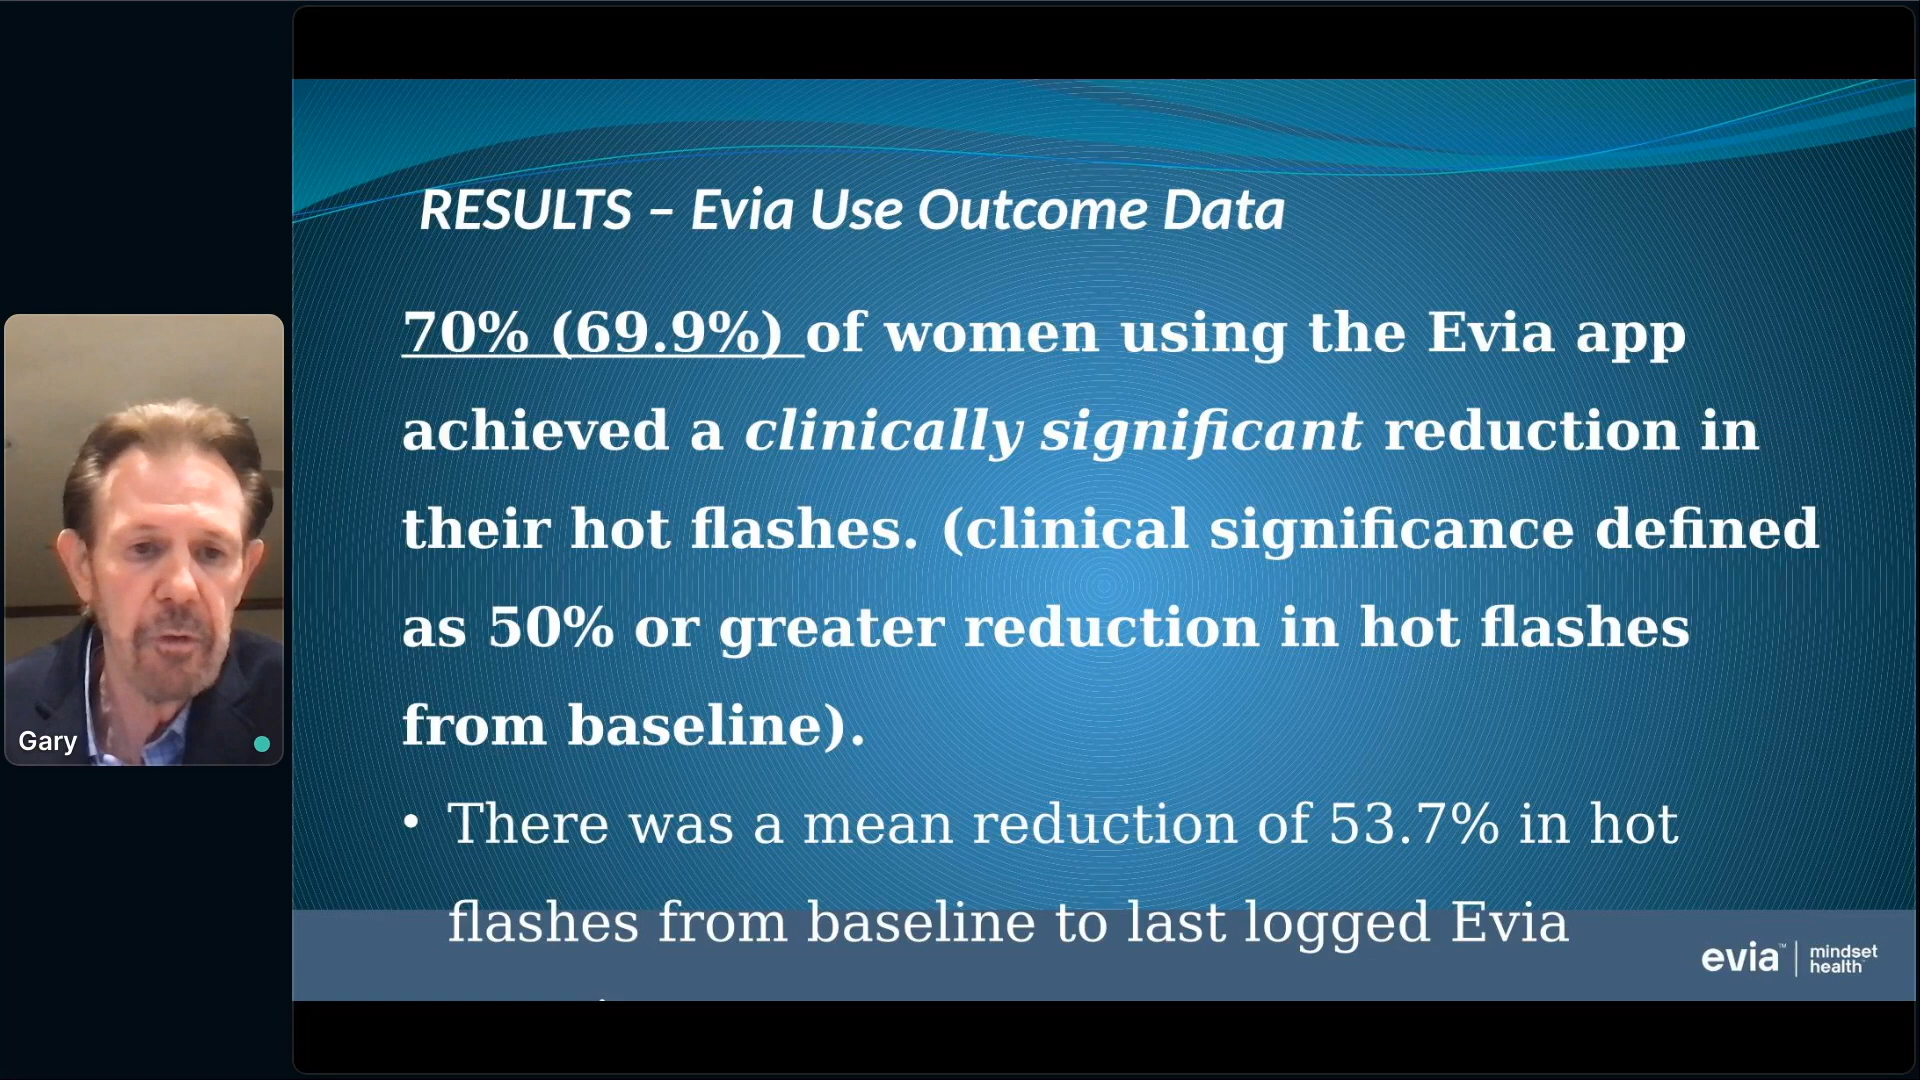 RESULTS – Evia Use Outcome Data
70% (69.9%) of women using the Evia app
achieved a clinically significant reduction in
their hot flashes. (clinical significance defined
as 50% or greater reduction in hot flashes
from baseline).
• There was a mean reduction of 53.7% in hot
flashes from baseline to last logged Evia
evia™ | mindset
health
Gary